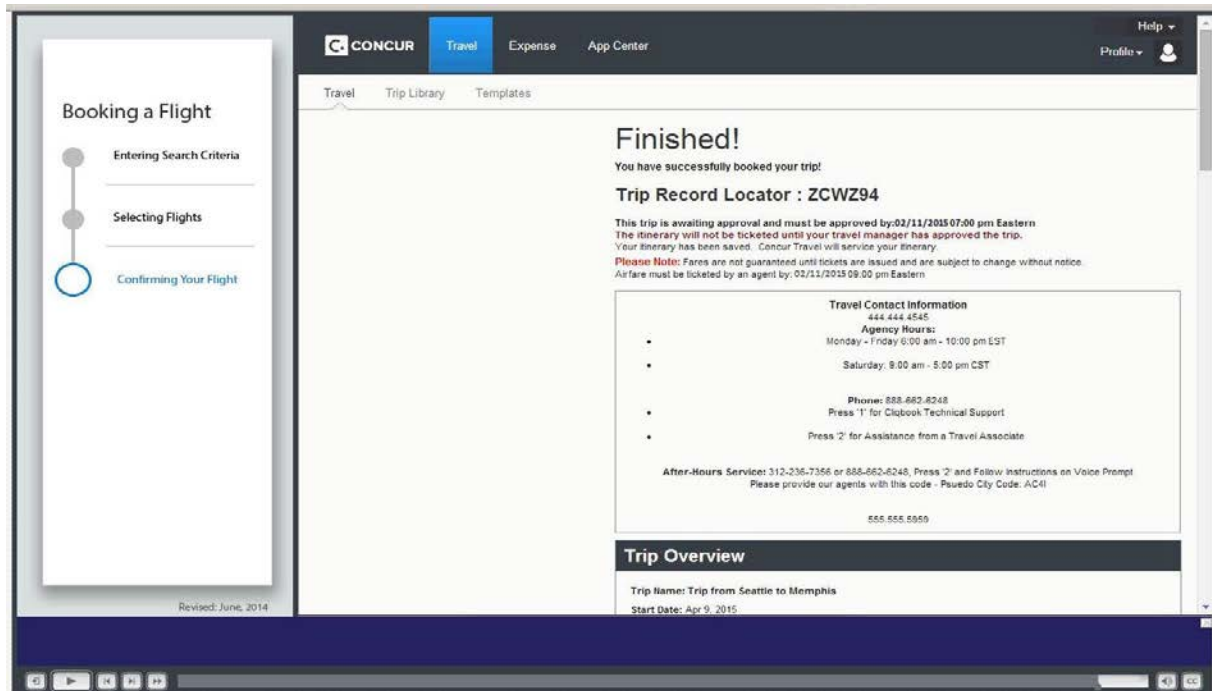 Booking a Flight
Entering Search Criteria
Selecting Flights
Confirming Your Flight
Revised: June, 2014
C. CONCUR
Travel
Expense
App Center
Help
Profile
Travel
Trip Library
Templates
Finished!
You have successfully booked your trip!
Trip Record Locator : ZCWZ94
This trip is awaiting approval and must be approved by:02/11/2015 07:00 pm Eastern
The itinerary will not be ticketed until your travel manager has approved the trip.
Your itinerary has been saved. Concur Travel will service your itinerary.
Please Note: Fares are not guaranteed until tickets are issued and are subject to change without notice.
Airfare must be ticketed by an agent by: 02/11/2015 09:00 pm Eastern
Travel Contact Information
444.444.4545
Agency Hours:
• Monday - Friday 6:00 am - 10:00 pm EST
• Saturday: 9:00 am - 5:00 pm CST
Phone: 888-662-6248
• Press '1' for Cliqbook Technical Support
• Press '2' for Assistance from a Travel Associate
After-Hours Service: 312-236-7356 or 888-662-6248, Press '2' and Follow Instructions on Voice Prompt
Please provide our agents with this code - Psuedo City Code: AC4I
555.555.5959
Trip Overview
Trip Name: Trip from Seattle to Memphis
Start Date: Apr 9, 2015
CC